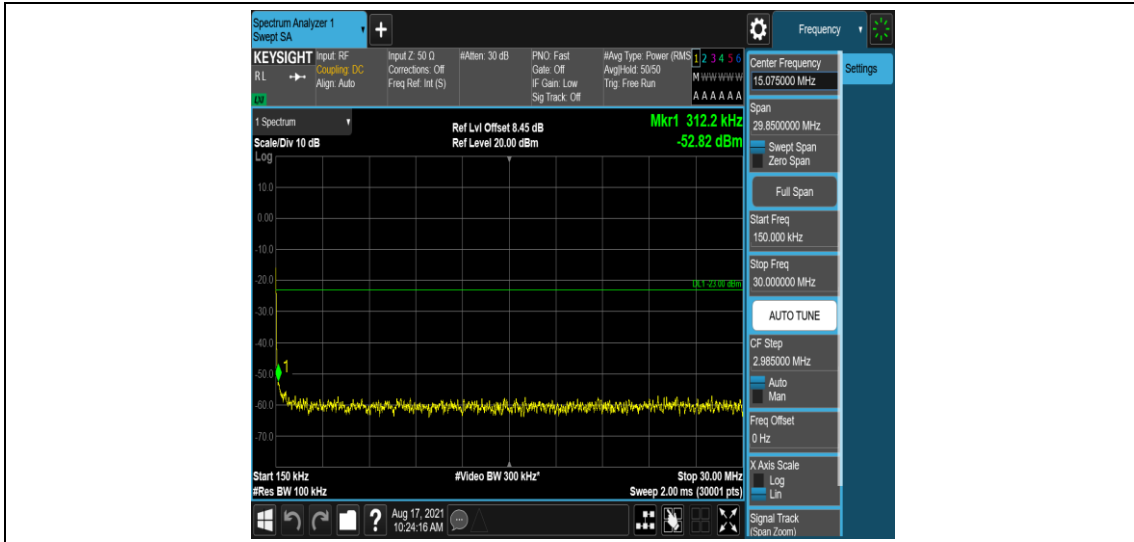 Spectrum Analyzer 1
Swept SA
Frequency
KEYSIGHT
R L
Input: RF
Coupling: DC
Align: Auto
Input Z: 50 Ω
Corrections: Off
Freq Ref: Int (S)
#Atten: 30 dB
PNO: Fast
Gate: Off
IF Gain: Low
Sig Track: Off
#Avg Type: Power (RMS
Avg|Hold: 50/50
Trig: Free Run
1 2 3 4 5 6
M W W W W W
A A A A A A
1 Spectrum
Scale/Div 10 dB
Log
Ref Lvl Offset 8.45 dB
Ref Level 20.00 dBm
Mkr1 312.2 kHz
-52.82 dBm
10.0
0.00
-10.0
-20.0
-30.0
-40.0
-50.0
-60.0
-70.0
DL1 -23.00 dBm
1
Start 150 kHz
#Res BW 100 kHz
#Video BW 300 kHz*
Stop 30.00 MHz
Sweep 2.00 ms (30001 pts)
Center Frequency
15.075000 MHz
Settings
Span
29.8500000 MHz
Swept Span
Zero Span
Full Span
Start Freq
150.000 kHz
Stop Freq
30.000000 MHz
AUTO TUNE
CF Step
2.985000 MHz
Auto
Man
Freq Offset
0 Hz
X Axis Scale
Log
Lin
Signal Track
(Span Zoom)
?
Aug 17, 2021
10:24:16 AM